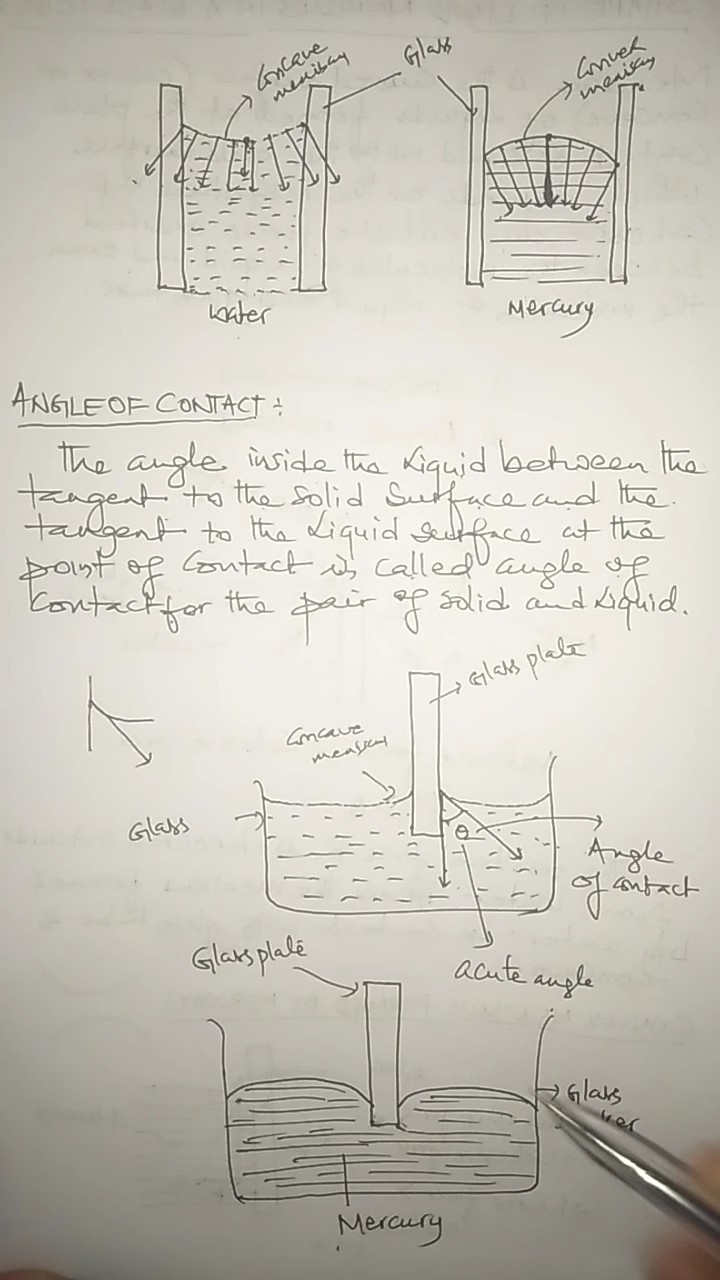 Concave
meniscus
Glass
Convex
meniscus
Water
Mercury
ANGLE OF CONTACT :
The angle inside the Liquid between the
tangent to the Solid Surface and the
tangent to the Liquid surface at the
point of Contact is called angle of
Contact for the pair of solid and Liquid.
Glass plate
Concave
meniscus
Glass
θ
Angle
of contact
acute angle
Glass plate
Glass
Mercury